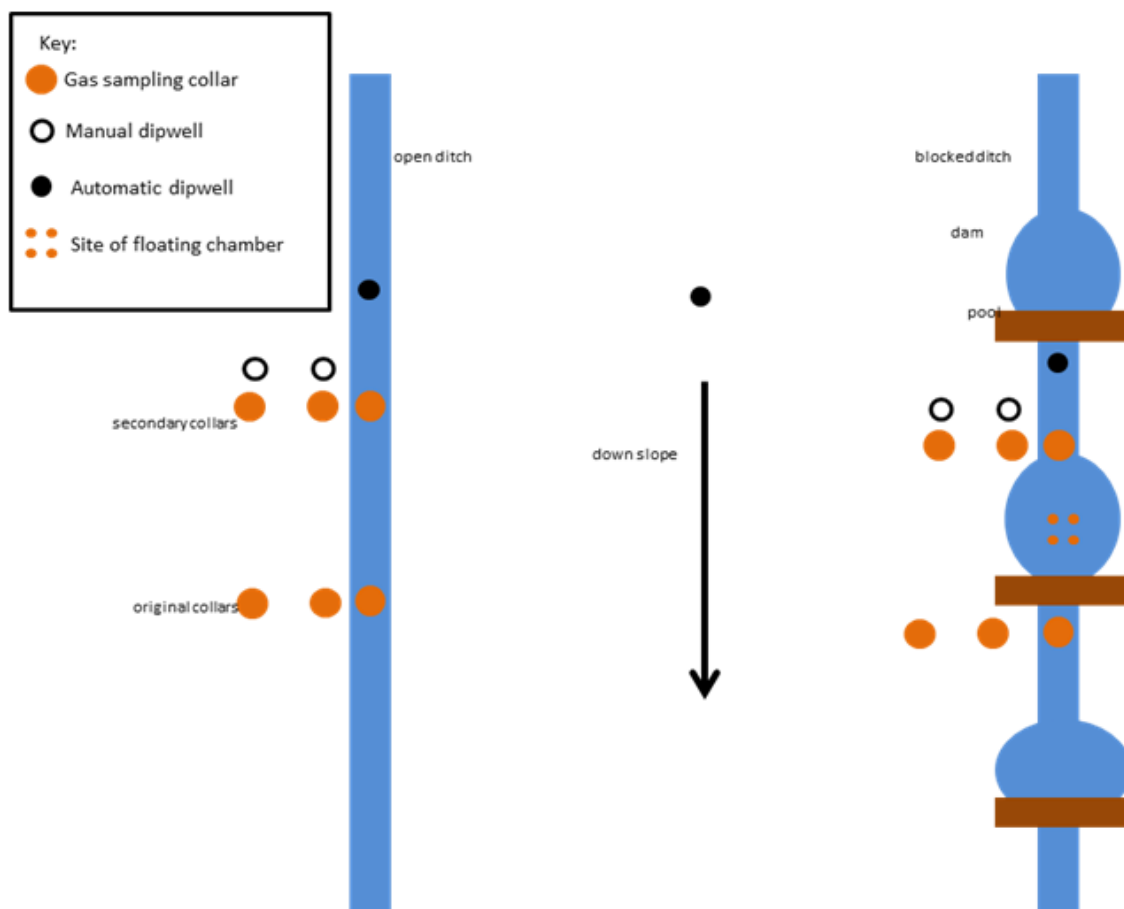 Key:
Gas sampling collar
Manual dipwell
Automatic dipwell
Site of floating chamber
open ditch
blocked ditch
dam
pool
secondary collars
down slope
original collars